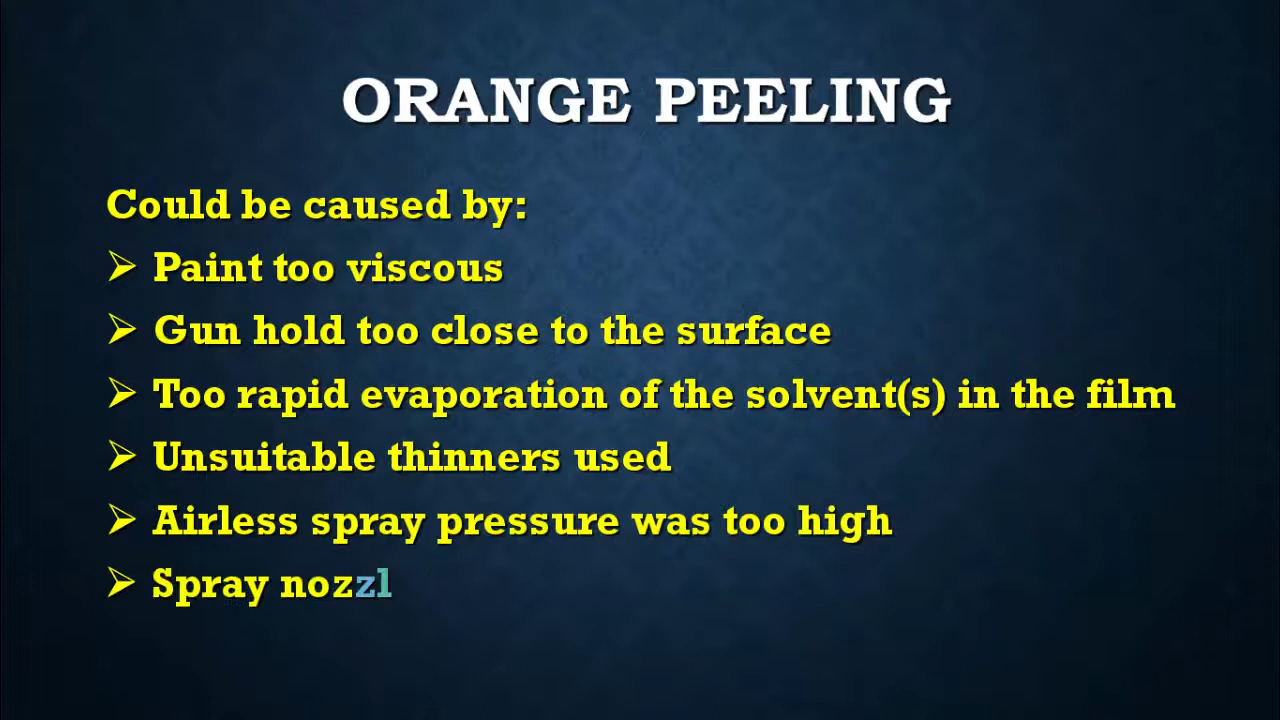 ORANGE PEELING
Could be caused by:
➢ Paint too viscous
➢ Gun hold too close to the surface
➢ Too rapid evaporation of the solvent(s) in the film
➢ Unsuitable thinners used
➢ Airless spray pressure was too high
➢ Spray nozzl